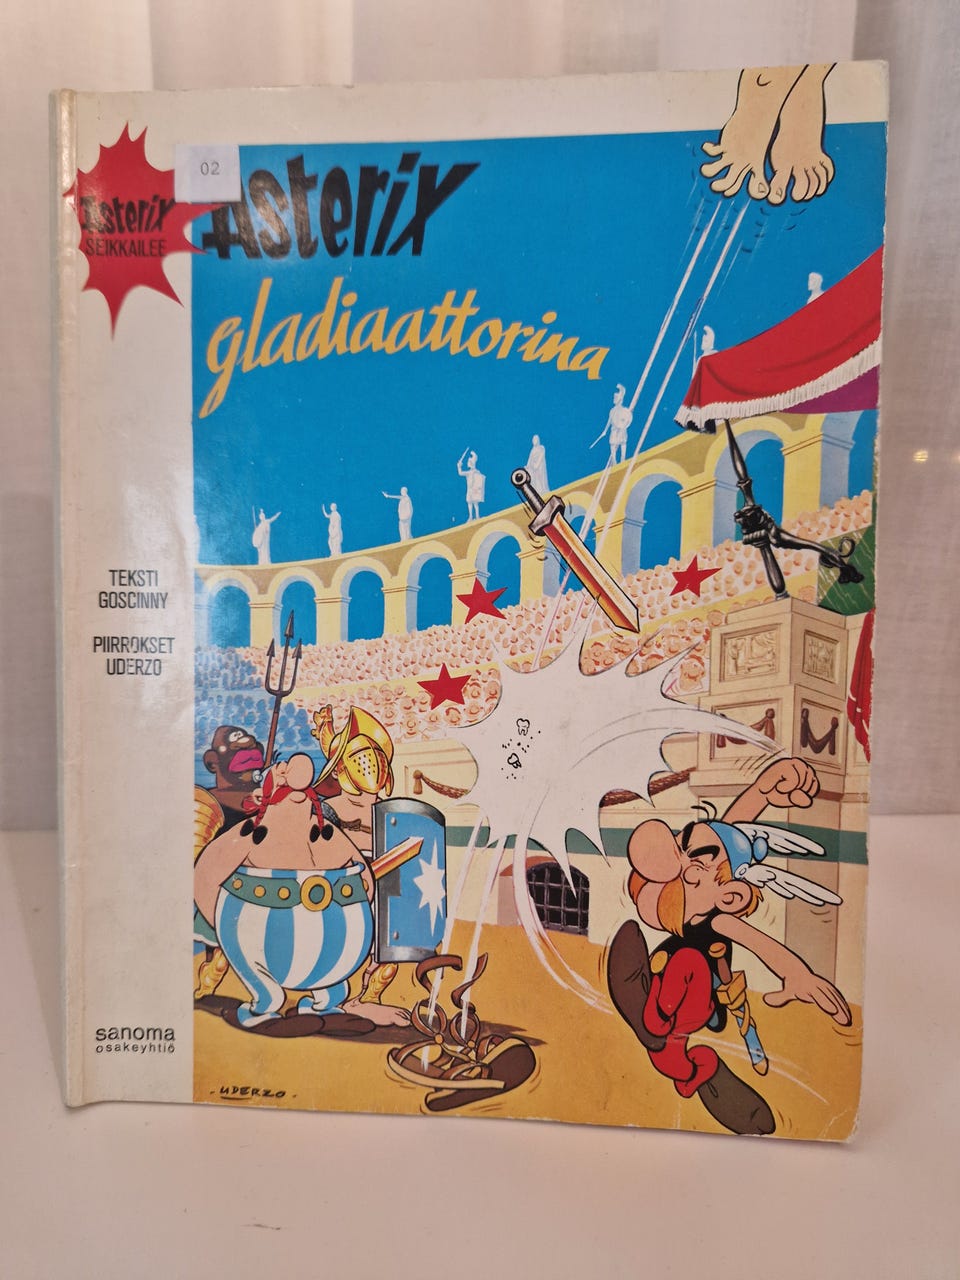 02
Asterix
SEIKKAILEE
Asterix
gladiaattorina
TEKSTI
GOSCINNY
PIIRROKSET
UDERZO
sanoma
osakeyhtiö
·UDERZO·